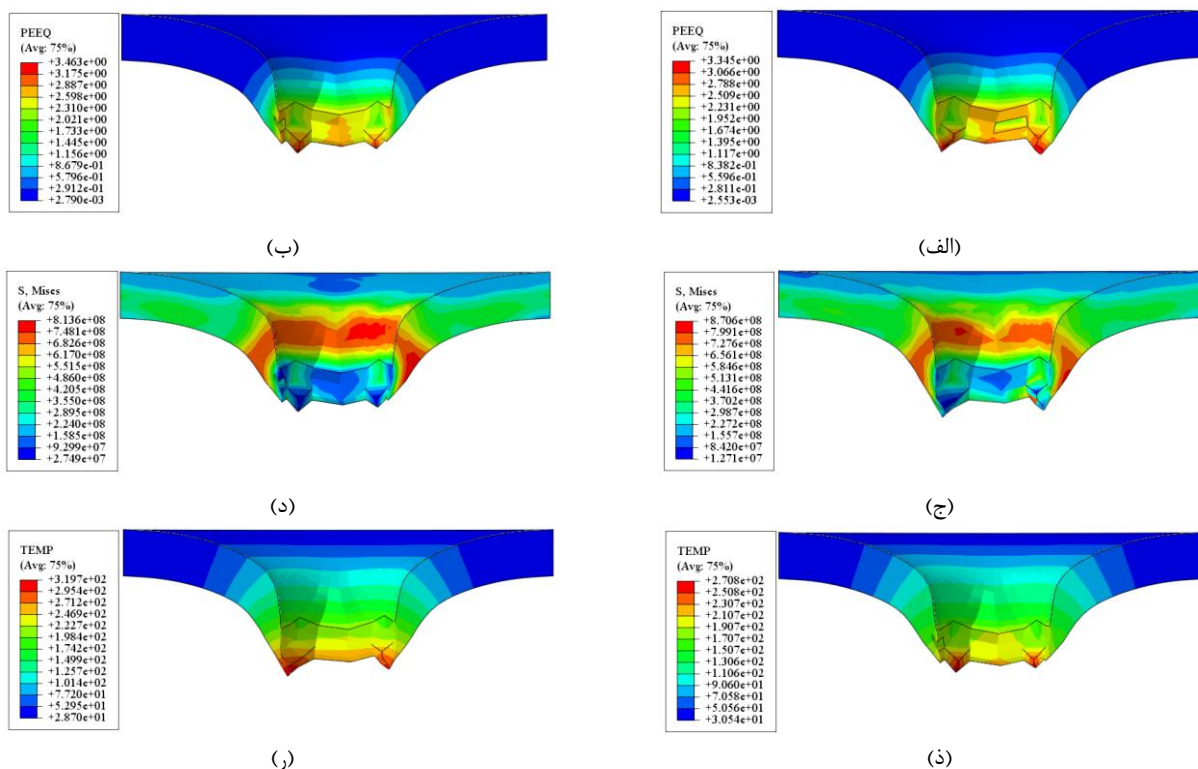 PEEQ
(Avg: 75%)
+3.345e+00
+3.066e+00
+2.788e+00
+2.509e+00
+2.231e+00
+1.952e+00
+1.674e+00
+1.395e+00
+1.117e+00
+8.382e-01
+5.596e-01
+2.811e-01
+2.553e-03
(الف)
PEEQ
(Avg: 75%)
+3.463e+00
+3.175e+00
+2.887e+00
+2.598e+00
+2.310e+00
+2.021e+00
+1.733e+00
+1.445e+00
+1.156e+00
+8.679e-01
+5.796e-01
+2.912e-01
+2.790e-03
(ب)
S, Mises
(Avg: 75%)
+8.706e+08
+7.991e+08
+7.276e+08
+6.561e+08
+5.846e+08
+5.131e+08
+4.416e+08
+3.702e+08
+2.987e+08
+2.272e+08
+1.557e+08
+8.420e+07
+1.271e+07
(ج)
S, Mises
(Avg: 75%)
+8.136e+08
+7.481e+08
+6.826e+08
+6.170e+08
+5.515e+08
+4.860e+08
+4.205e+08
+3.550e+08
+2.895e+08
+2.240e+08
+1.585e+08
+9.299e+07
+2.749e+07
(د)
TEMP
(Avg: 75%)
+2.708e+02
+2.508e+02
+2.307e+02
+2.107e+02
+1.907e+02
+1.707e+02
+1.507e+02
+1.306e+02
+1.106e+02
+9.060e+01
+7.058e+01
+5.056e+01
+3.054e+01
(ذ)
TEMP
(Avg: 75%)
+3.197e+02
+2.954e+02
+2.712e+02
+2.469e+02
+2.227e+02
+1.984e+02
+1.742e+02
+1.499e+02
+1.257e+02
+1.014e+02
+7.720e+01
+5.295e+01
+2.870e+01
(ر)